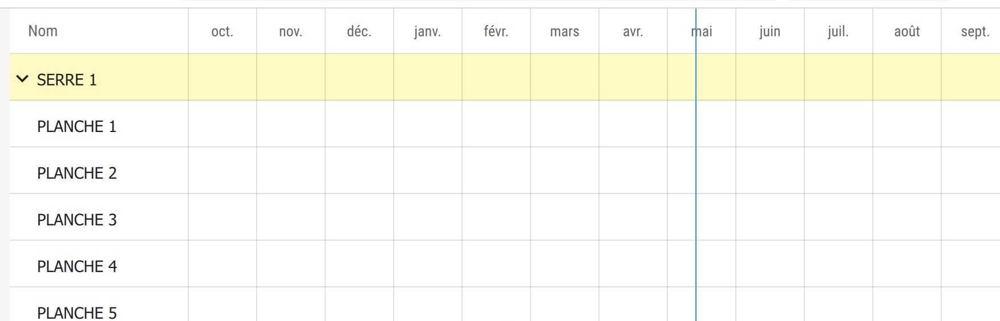 Nom oct. nov. déc. janv. févr. mars avr. mai juin juil. août sept.
SERRE 1
PLANCHE 1
PLANCHE 2
PLANCHE 3
PLANCHE 4
PLANCHE 5